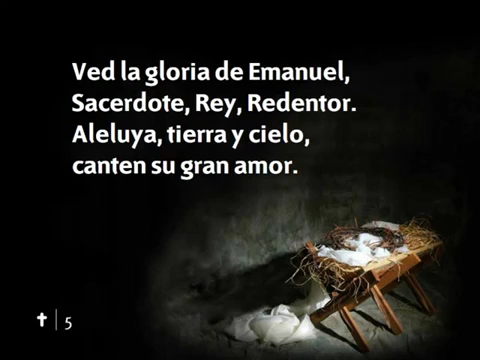 Ved la gloria de Emanuel,
Sacerdote, Rey, Redentor.
Aleluya, tierra y cielo,
canten su gran amor.
5